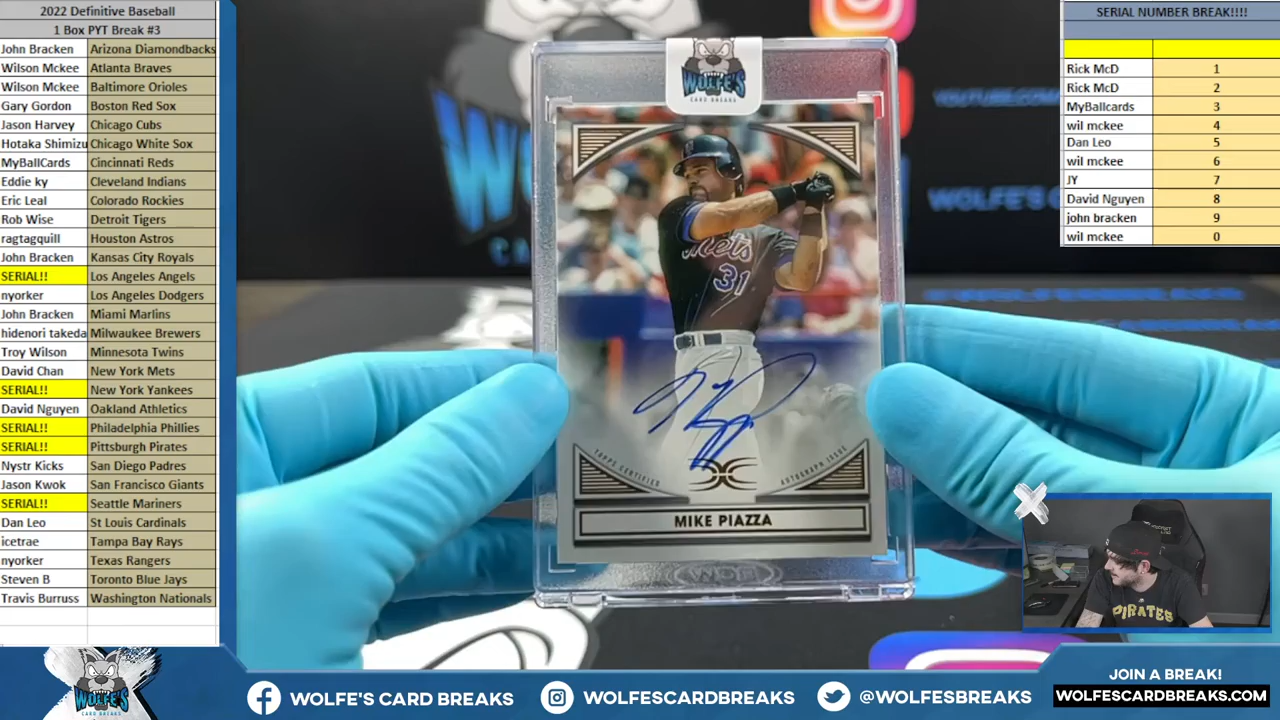 2022 Definitive Baseball
1 Box PYT Break #3
John Bracken Arizona Diamondbacks
Wilson Mckee Atlanta Braves
Wilson Mckee Baltimore Orioles
Gary Gordon Boston Red Sox
Jason Harvey Chicago Cubs
Hotaka Shimizu Chicago White Sox
MyBallCards Cincinnati Reds
Eddie ky Cleveland Indians
Eric Leal Colorado Rockies
Rob Wise Detroit Tigers
ragtagquill Houston Astros
John Bracken Kansas City Royals
SERIAL!! Los Angeles Angels
nyorker Los Angeles Dodgers
John Bracken Miami Marlins
hidenori takeda Milwaukee Brewers
Troy Wilson Minnesota Twins
David Chan New York Mets
SERIAL!! New York Yankees
David Nguyen Oakland Athletics
SERIAL!! Philadelphia Phillies
SERIAL!! Pittsburgh Pirates
Nystr Kicks San Diego Padres
Jason Kwok San Francisco Giants
SERIAL!! Seattle Mariners
Dan Leo St Louis Cardinals
icetrae Tampa Bay Rays
nyorker Texas Rangers
Steven B Toronto Blue Jays
Travis Burruss Washington Nationals
WOLFE'S
CARD BREAKS
Mets
31
TOPPS CERTIFIED
AUTOGRAPH ISSUE
MIKE PIAZZA
SERIAL NUMBER BREAK!!!!
Rick McD 1
Rick McD 2
MyBallcards 3
wil mckee 4
Dan Leo 5
wil mckee 6
JY 7
David Nguyen 8
john bracken 9
wil mckee 0
PIRATES
WOLFE'S
CARD BREAKS
WOLFE'S CARD BREAKS
WOLFESCARDBREAKS
@WOLFESBREAKS
JOIN A BREAK!
WOLFESCARDBREAKS.COM